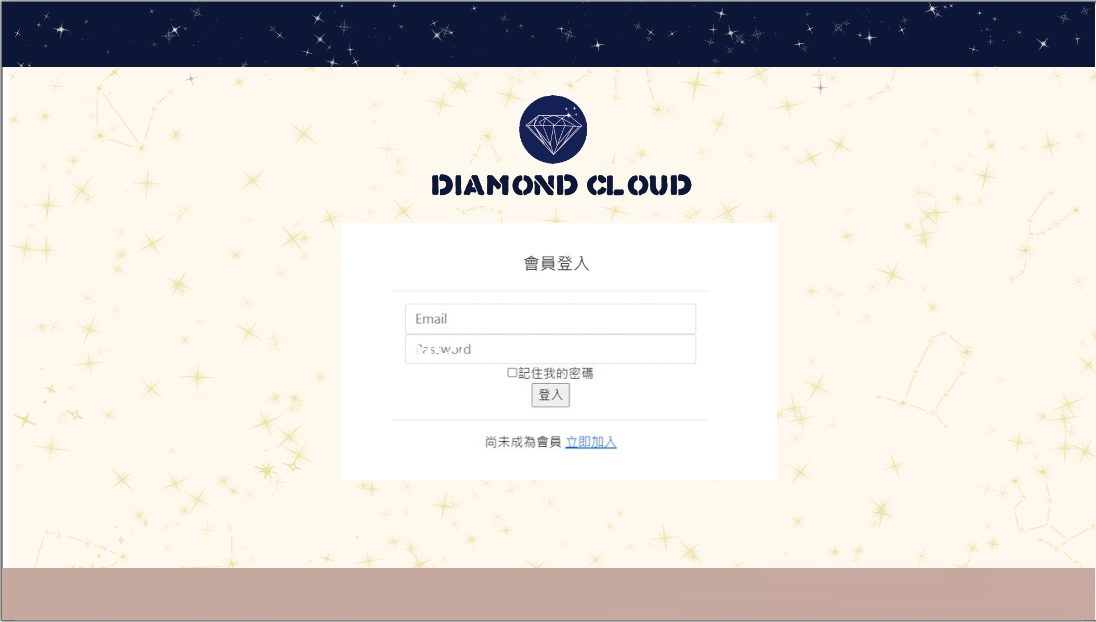 DIAMOND CLOUD
會員登入
Email
Password
記住我的密碼
登入
尚未成為會員 立即加入